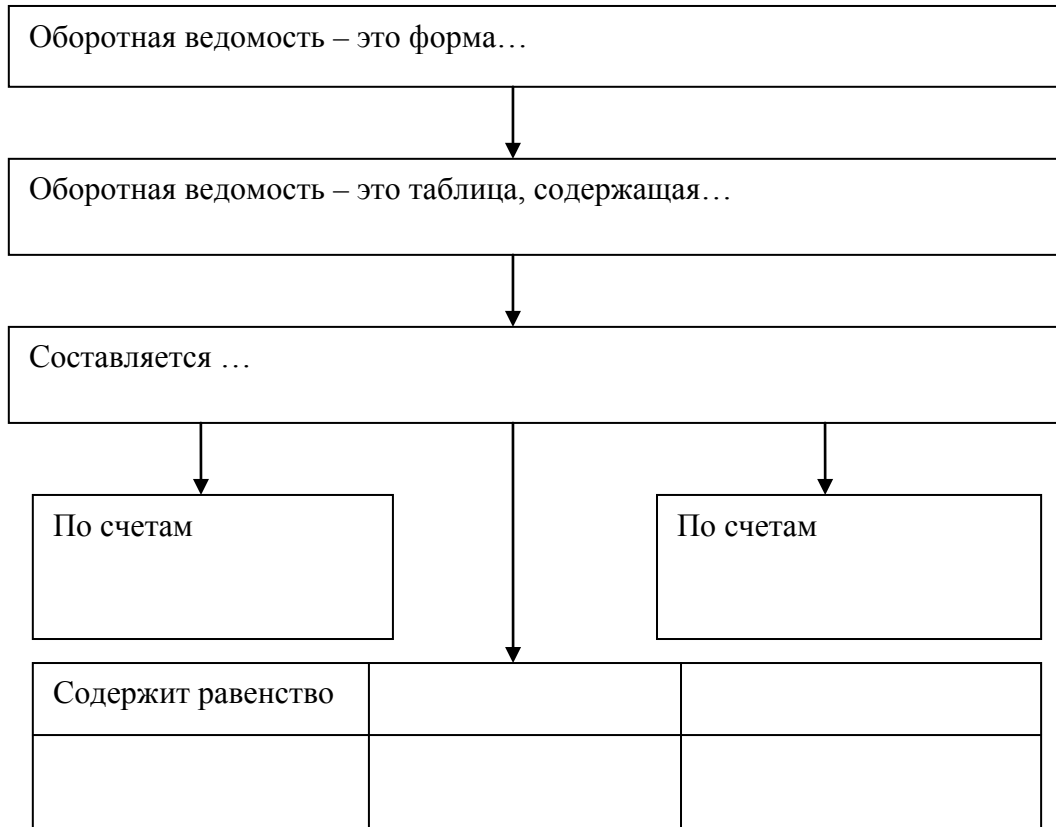 Оборотная ведомость – это форма…
Оборотная ведомость – это таблица, содержащая…
Составляется …
По счетам
По счетам
Содержит равенство